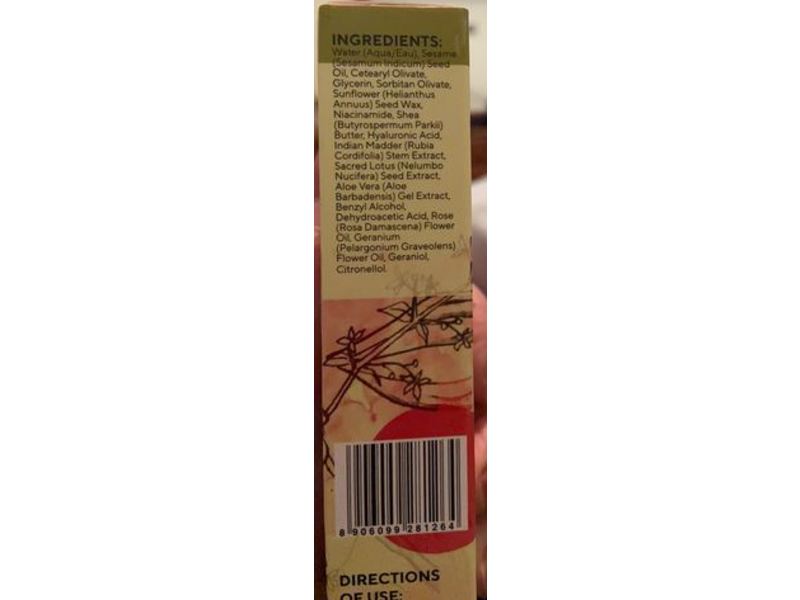 INGREDIENTS:
Water (Aqua/Eau), Sesame
(Sesamum Indicum) Seed
Oil, Cetearyl Olivate,
Glycerin, Sorbitan Olivate,
Sunflower (Helianthus
Annuus) Seed Wax,
Niacinamide, Shea
(Butyrospermum Parkii)
Butter, Hyaluronic Acid,
Indian Madder (Rubia
Cordifolia) Stem Extract,
Sacred Lotus (Nelumbo
Nucifera) Seed Extract,
Aloe Vera (Aloe
Barbadensis) Gel Extract,
Benzyl Alcohol,
Dehydroacetic Acid, Rose
(Rosa Damascena) Flower
Oil, Geranium
(Pelargonium Graveolens)
Flower Oil, Geraniol,
Citronellol.
8 906099 281264
DIRECTIONS
OF USE: